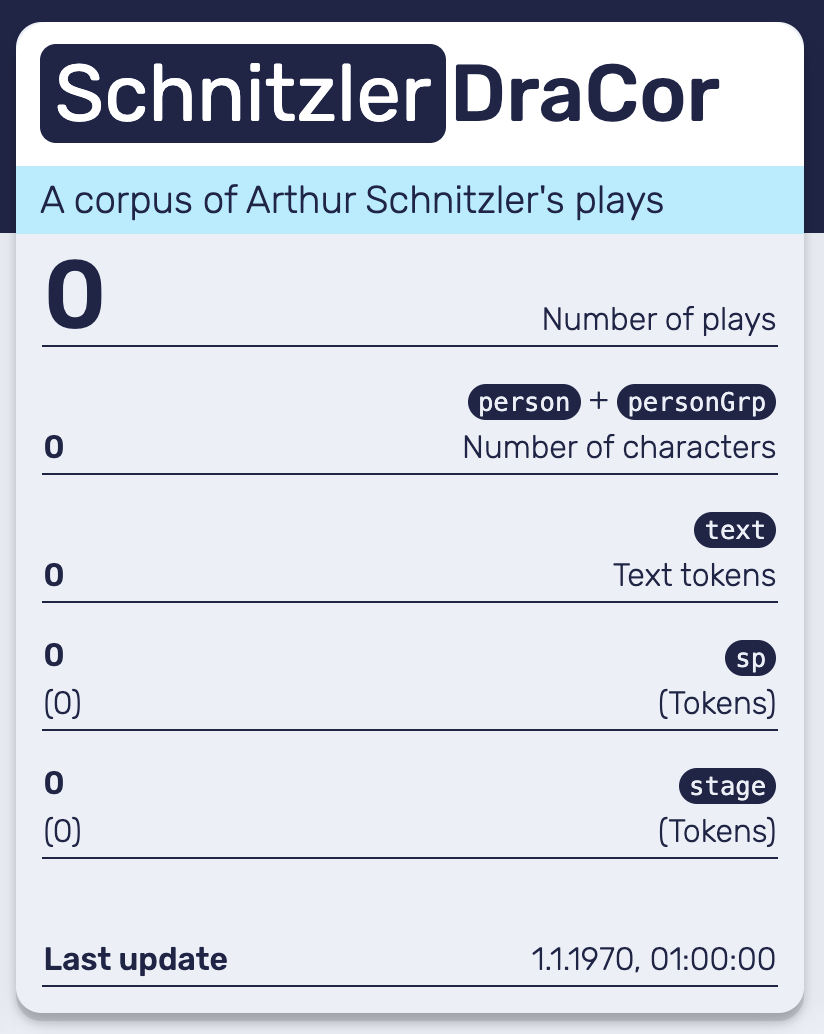 Schnitzler DraCor
A corpus of Arthur Schnitzler's plays
0 Number of plays
person + personGrp
0 Number of characters
text
0 Text tokens
0 sp
(0) (Tokens)
0 stage
(0) (Tokens)
Last update 1.1.1970, 01:00:00